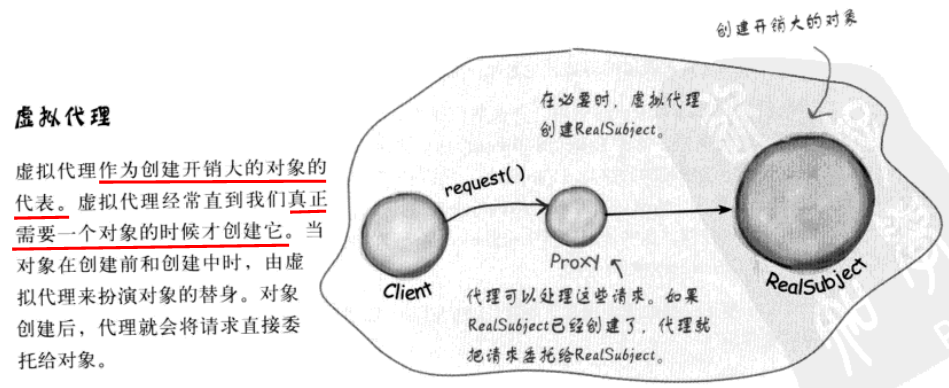 虚拟代理
虚拟代理作为创建开销大的对象的
代表。虚拟代理经常直到我们真正
需要一个对象的时候才创建它。当
对象在创建前和创建中时，由虚
拟代理来扮演对象的替身。对象
创建后，代理就会将请求直接委
托给对象。
创建开销大的对象
在必要时，虚拟代理
创建RealSubject。
request()
Client
Proxy
RealSubject
代理可以处理这些请求。如果
RealSubject已经创建了，代理就
把请求委托给RealSubject。